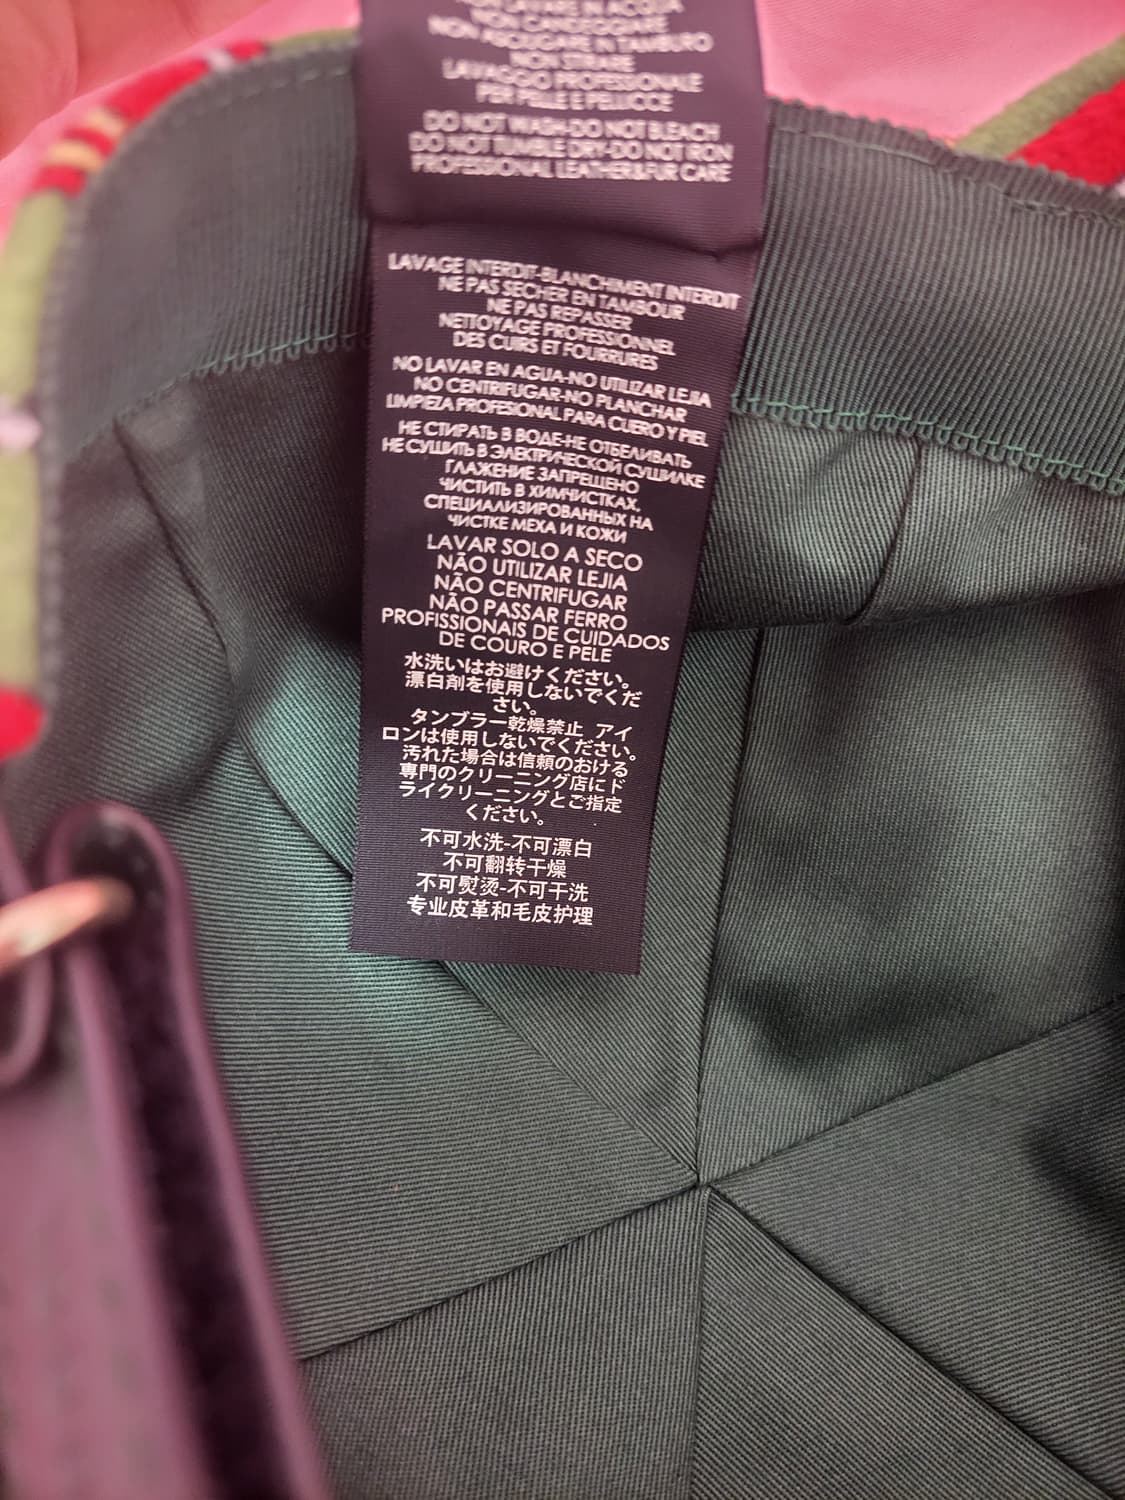 NON LAVARE IN ACQUA
NON CANDEGGIARE
NON ASCIUGARE IN TAMBURO
NON STIRARE
LAVAGGIO PROFESSIONALE
PER PELLE E PELLICCE
DO NOT WASH-DO NOT BLEACH
DO NOT TUMBLE DRY-DO NOT IRON
PROFESSIONAL LEATHER&FUR CARE
LAVAGE INTERDIT-BLANCHIMENT INTERDIT
NE PAS SECHER EN TAMBOUR
NE PAS REPASSER
NETTOYAGE PROFESSIONNEL
DES CUIRS ET FOURRURES
NO LAVAR EN AGUA-NO UTILIZAR LEJIA
NO CENTRIFUGAR-NO PLANCHAR
LIMPIEZA PROFESIONAL PARA CUERO Y PIEL
НЕ СТИРАТЬ В ВОДЕ-НЕ ОТБЕЛИВАТЬ
НЕ СУШИТЬ В ЭЛЕКТРИЧЕСКОЙ СУШИЛКЕ
ГЛАЖЕНИЕ ЗАПРЕЩЕНО
ЧИСТИТЬ В ХИМЧИСТКАХ,
СПЕЦИАЛИЗИРОВАННЫХ НА
ЧИСТКЕ МЕХА И КОЖИ
LAVAR SOLO A SECO
NÃO UTILIZAR LEJIA
NÃO CENTRIFUGAR
NÃO PASSAR FERRO
PROFISSIONAIS DE CUIDADOS
DE COURO E PELE
水洗いはお避けください。
漂白剤を使用しないでくだ
さい。
タンブラー乾燥禁止 アイ
ロンは使用しないでください。
汚れた場合は信頼のおける
専門のクリーニング店にド
ライクリーニングとご指定
ください。
不可水洗-不可漂白
不可翻转干燥
不可熨烫-不可干洗
专业皮革和毛皮护理